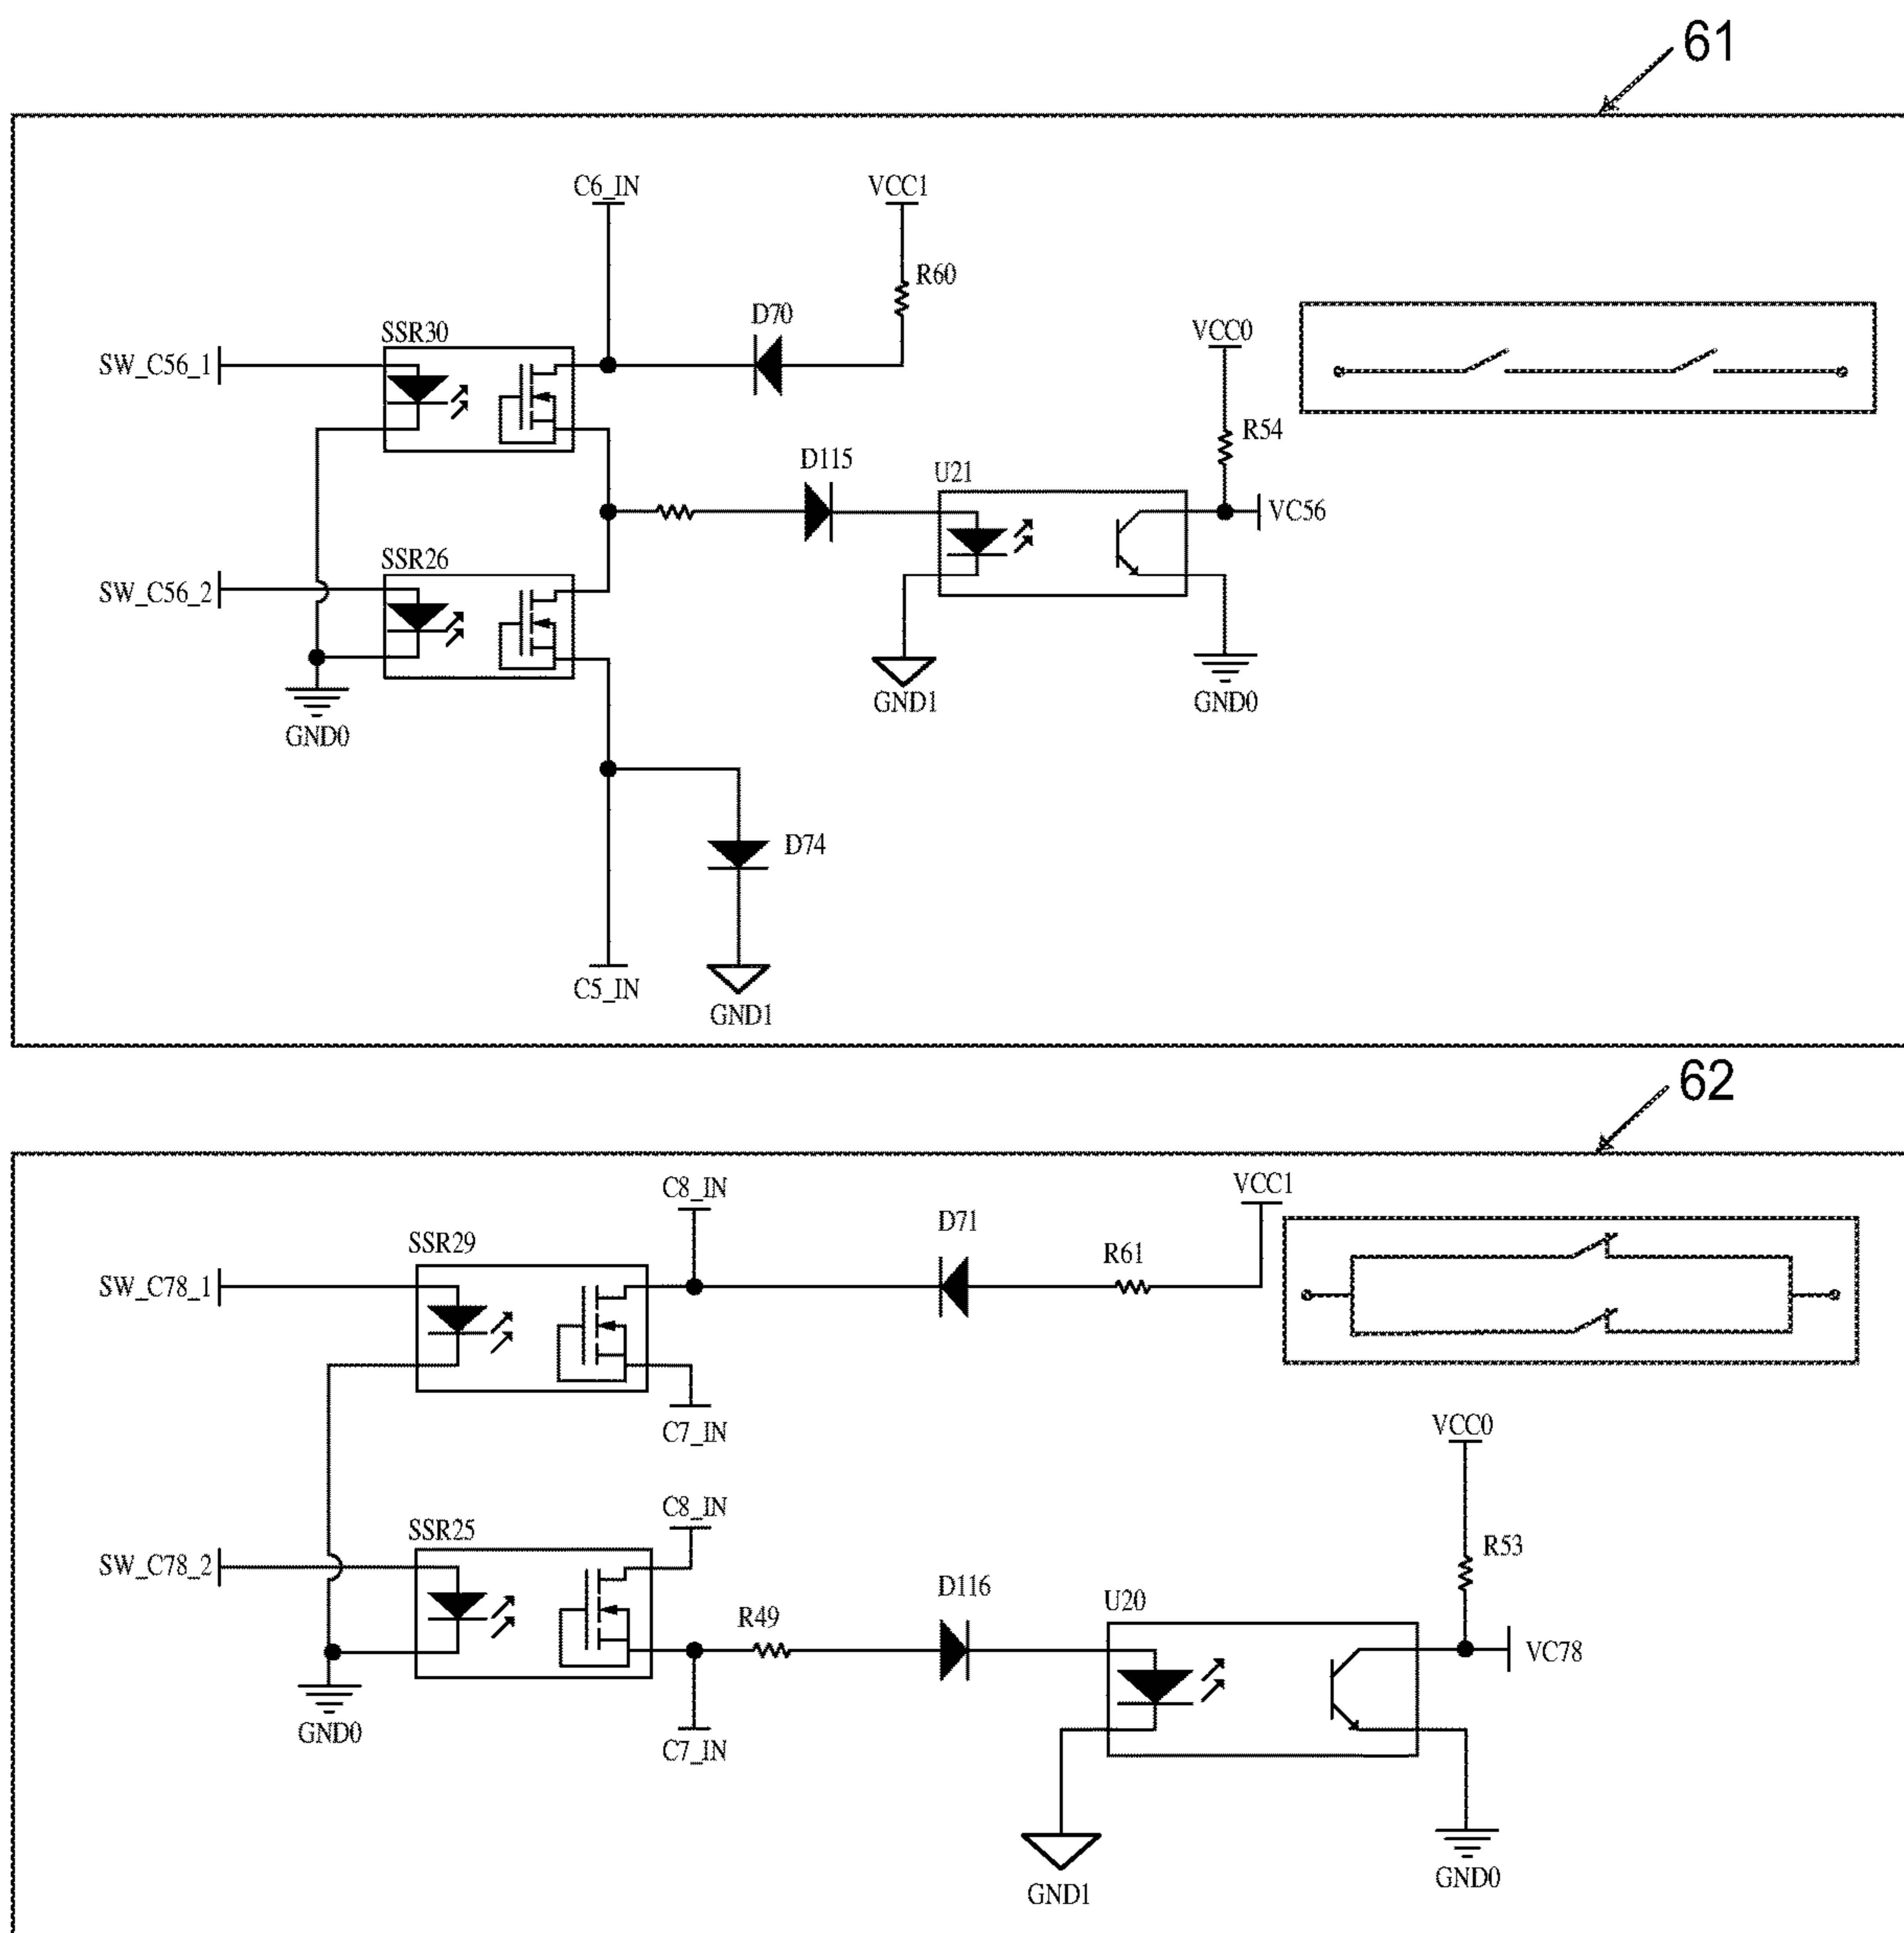 61
C6_IN
VCC1
R60
D70
SSR30
SW_C56_1
VCC0
R54
D115
U21
VC56
SSR26
SW_C56_2
GND1
GND0
GND0
D74
C5_IN
GND1
62
C8_IN
VCC1
D71
SSR29
R61
SW_C78_1
C7_IN
VCC0
C8_IN
SSR25
R53
SW_C78_2
D116
U20
R49
VC78
GND0
C7_IN
GND0
GND1